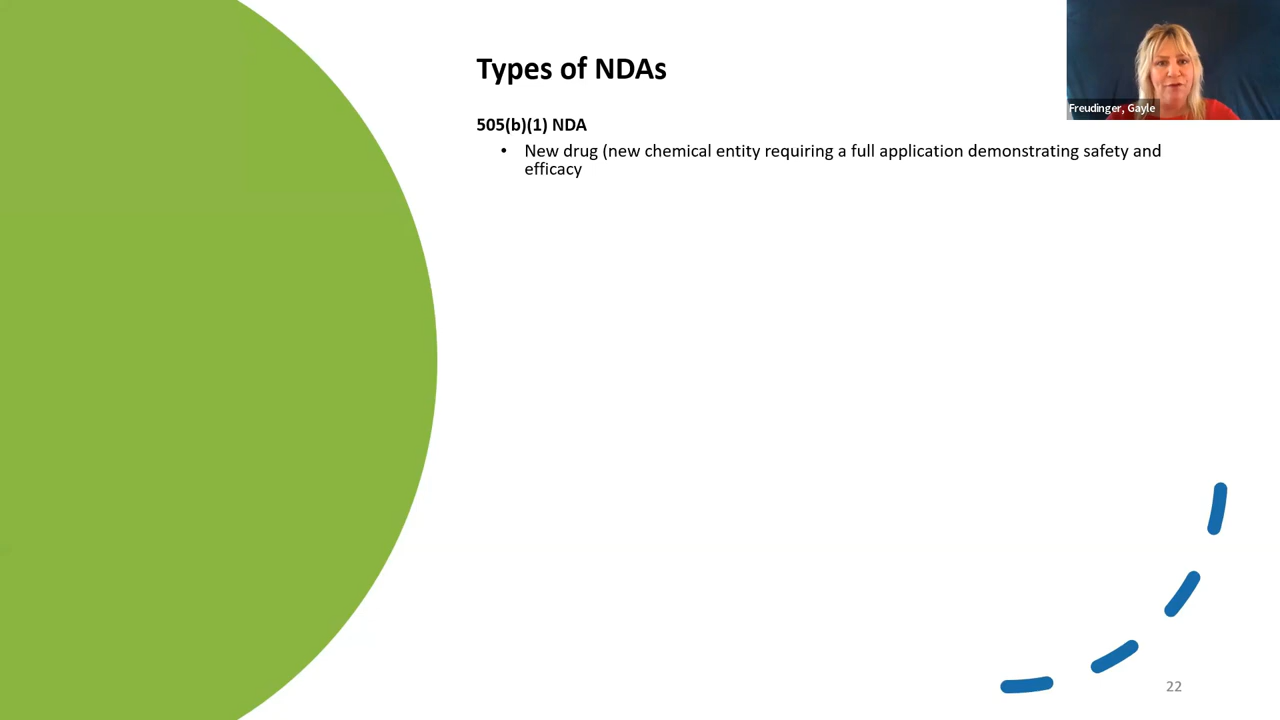 Types of NDAs
Freudinger, Gayle
505(b)(1) NDA
• New drug (new chemical entity requiring a full application demonstrating safety and
efficacy
22